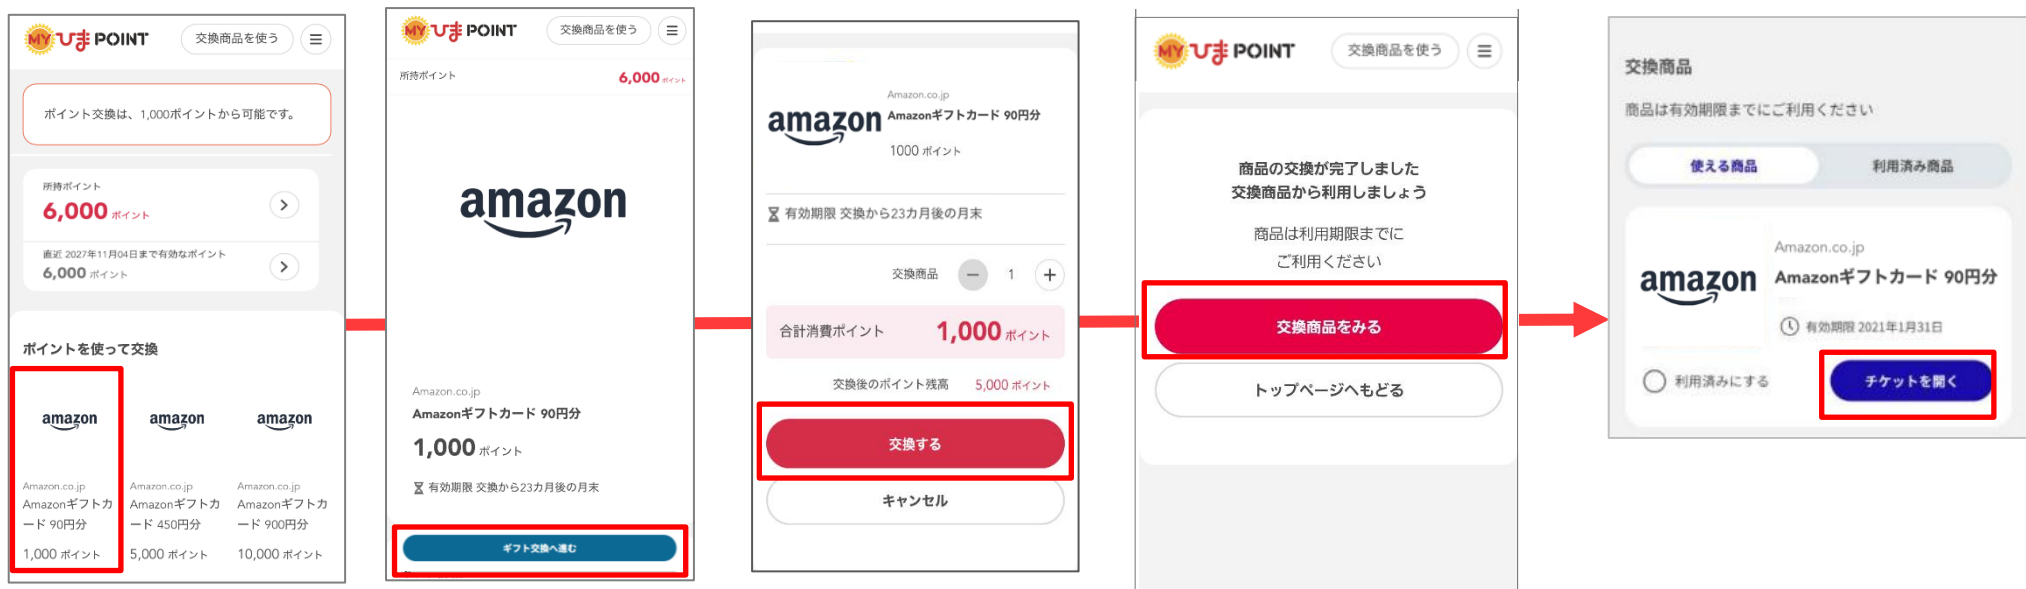 MY ひま POINT
交換商品を使う
ポイント交換は、1,000ポイントから可能です。
所持ポイント
6,000 ポイント
直近 2027年11月04日まで有効なポイント
6,000 ポイント
ポイントを使って交換
amazon
Amazon.co.jp
Amazonギフトカ
ード 90円分
1,000 ポイント
amazon
Amazon.co.jp
Amazonギフトカ
ード 450円分
5,000 ポイント
amazon
Amazon.co.jp
Amazonギフトカ
ード 900円分
10,000 ポイント
MY ひま POINT
交換商品を使う
所持ポイント
6,000 ポイント
amazon
Amazon.co.jp
Amazonギフトカード 90円分
1,000 ポイント
有効期限 交換から23カ月後の月末
ギフト交換へ進む
amazon
Amazon.co.jp
Amazonギフトカード 90円分
1000 ポイント
有効期限 交換から23カ月後の月末
交換商品 − 1 +
合計消費ポイント 1,000 ポイント
交換後のポイント残高 5,000 ポイント
交換する
キャンセル
MY ひま POINT
交換商品を使う
商品の交換が完了しました
交換商品から利用しましょう
商品は利用期限までに
ご利用ください
交換商品をみる
トップページへもどる
交換商品
商品は有効期限までにご利用ください
使える商品
利用済み商品
amazon
Amazon.co.jp
Amazonギフトカード 90円分
有効期限 2021年1月31日
利用済みにする
チケットを開く